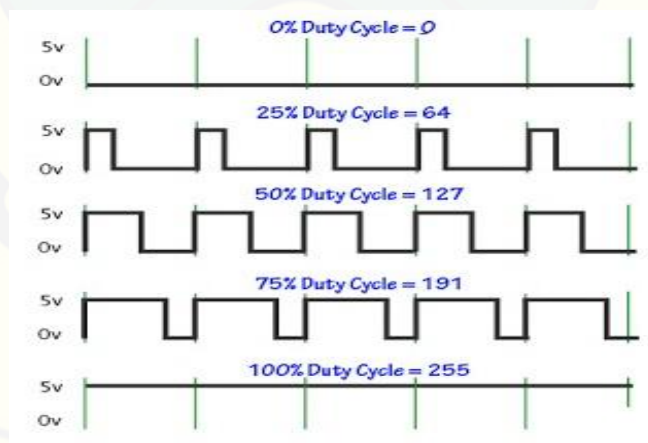 0% Duty Cycle = 0
5v
0v
25% Duty Cycle = 64
5v
0v
50% Duty Cycle = 127
5v
0v
75% Duty Cycle = 191
5v
0v
100% Duty Cycle = 255
5v
0v